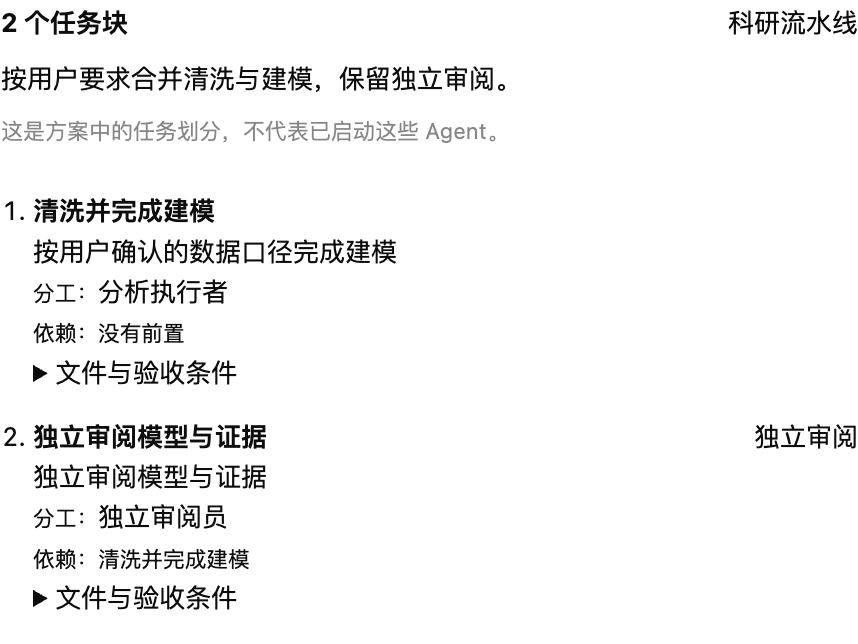 2 个任务块
科研流水线
按用户要求合并清洗与建模，保留独立审阅。
这是方案中的任务划分，不代表已启动这些 Agent。
1. 清洗并完成建模
按用户确认的数据口径完成建模
分工：分析执行者
依赖：没有前置
▶ 文件与验收条件
2. 独立审阅模型与证据
独立审阅
独立审阅模型与证据
分工：独立审阅员
依赖：清洗并完成建模
▶ 文件与验收条件